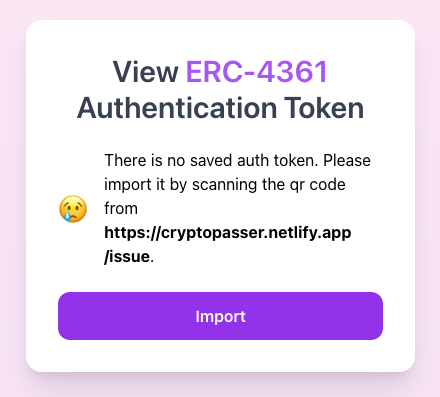 View ERC-4361
Authentication Token
There is no saved auth token. Please
import it by scanning the qr code
from
https://cryptopasser.netlify.app
/issue.
Import